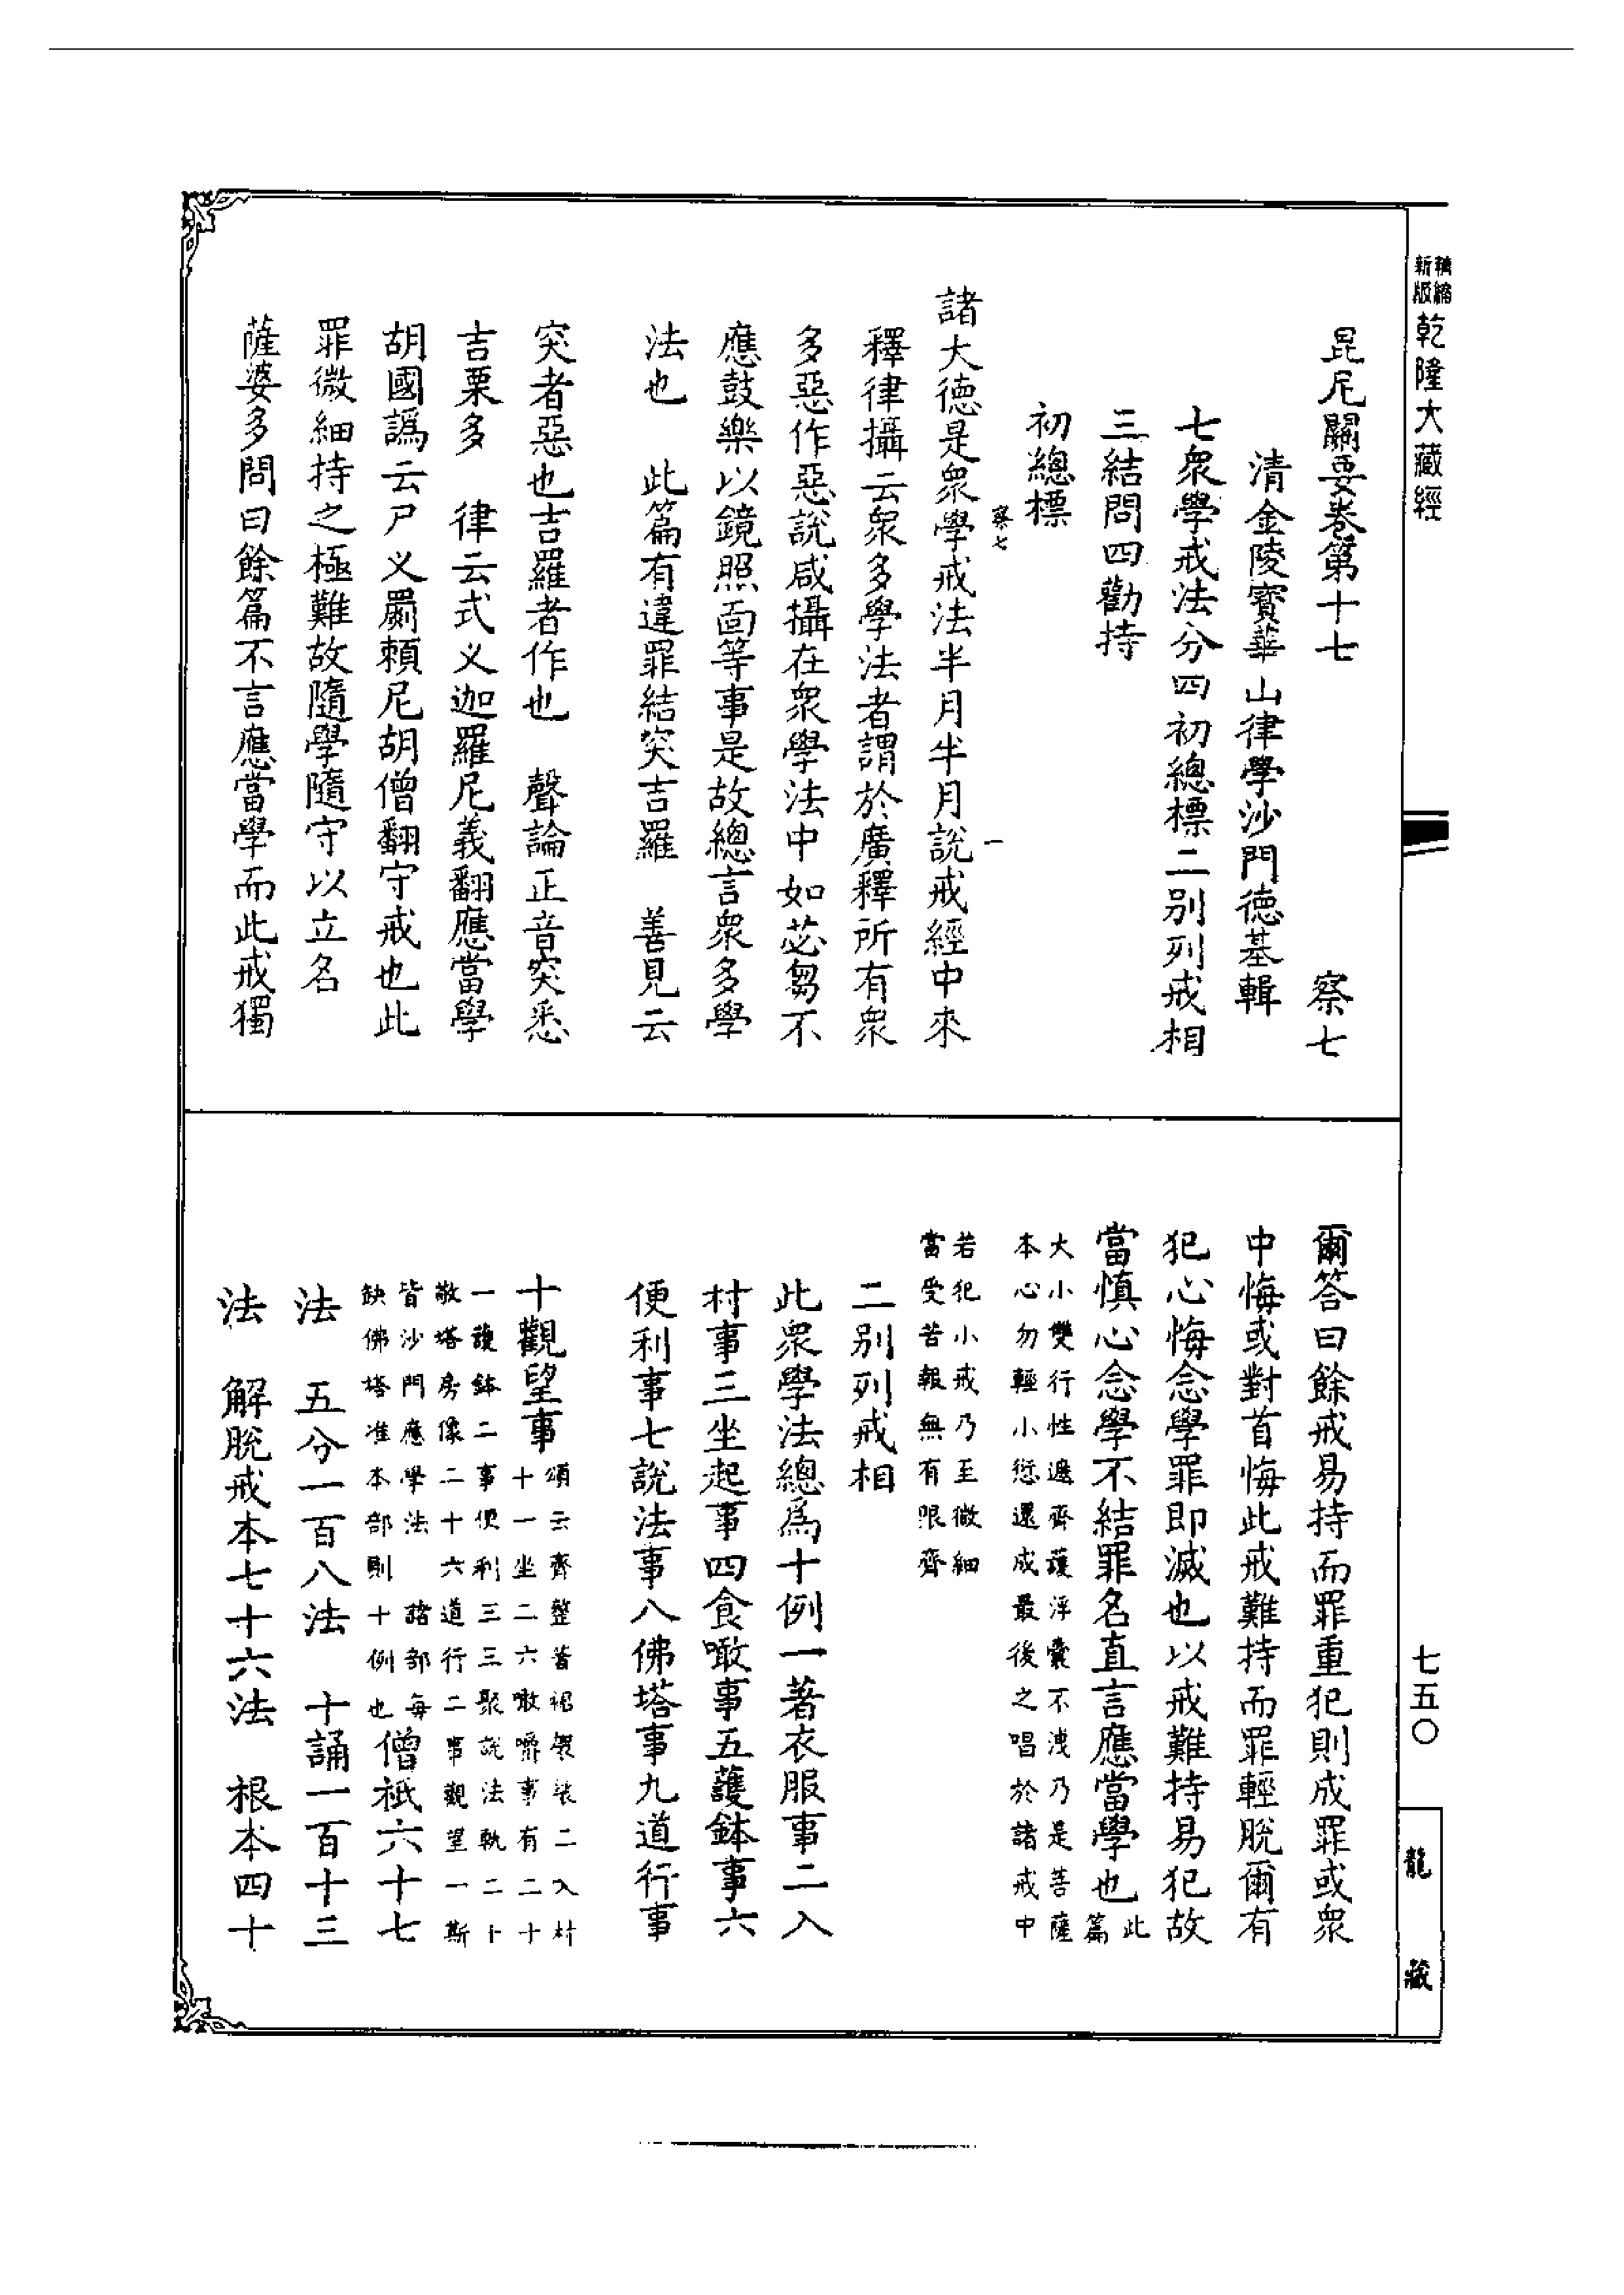 精縮
新版
乾隆大藏經
毘尼關要卷第十七 察七
清金陵寶華山律學沙門德基輯
七衆學戒法分四初總標二別列戒相
三結問四勸持
初總標
察七 一
諸大德是衆學戒法半月半月說戒經中來
釋律攝云衆多學法者謂於廣釋所有衆
多惡作惡說咸攝在衆學法中如苾芻不
應鼓樂以鏡照面等事是故總言衆多學
法也 此篇有違罪結突吉羅 善見云
突者惡也吉羅者作也 聲論正音突悉
吉栗多 律云式叉迦羅尼義翻應當學
胡國譌云尸叉罽賴尼胡僧翻守戒也此
罪微細持之極難故隨學隨守以立名
薩婆多問曰餘篇不言應當學而此戒獨
爾答曰餘戒易持而罪重犯則成罪或衆
中悔或對首悔此戒難持而罪輕脫爾有
犯心悔念學罪即滅也以戒難持易犯故
當慎心念學不結罪名直言應當學也此
篇
大小雙行性遮齊護浮囊不洩乃是菩薩
本心勿輕小愆還成最後之唱於諸戒中
若犯小戒乃至微細
當受苦報無有限齊
二別列戒相
此衆學法總爲十例一著衣服事二入
村事三坐起事四食噉事五護鉢事六
便利事七說法事八佛塔事九道行事
十觀望事頌云齊整著裙袈裟二入村
十一坐二六噉嚼事有二十
一護鉢二事便利三三聚說法軌二十
敬塔房像二十六道行二事觀望一斯
皆沙門應學法 諸部每
缺佛塔准本部則十例也
僧祇六十七
法 五分一百八法 十誦一百十三
法 解脫戒本七十六法 根本四十
七五〇
龍藏